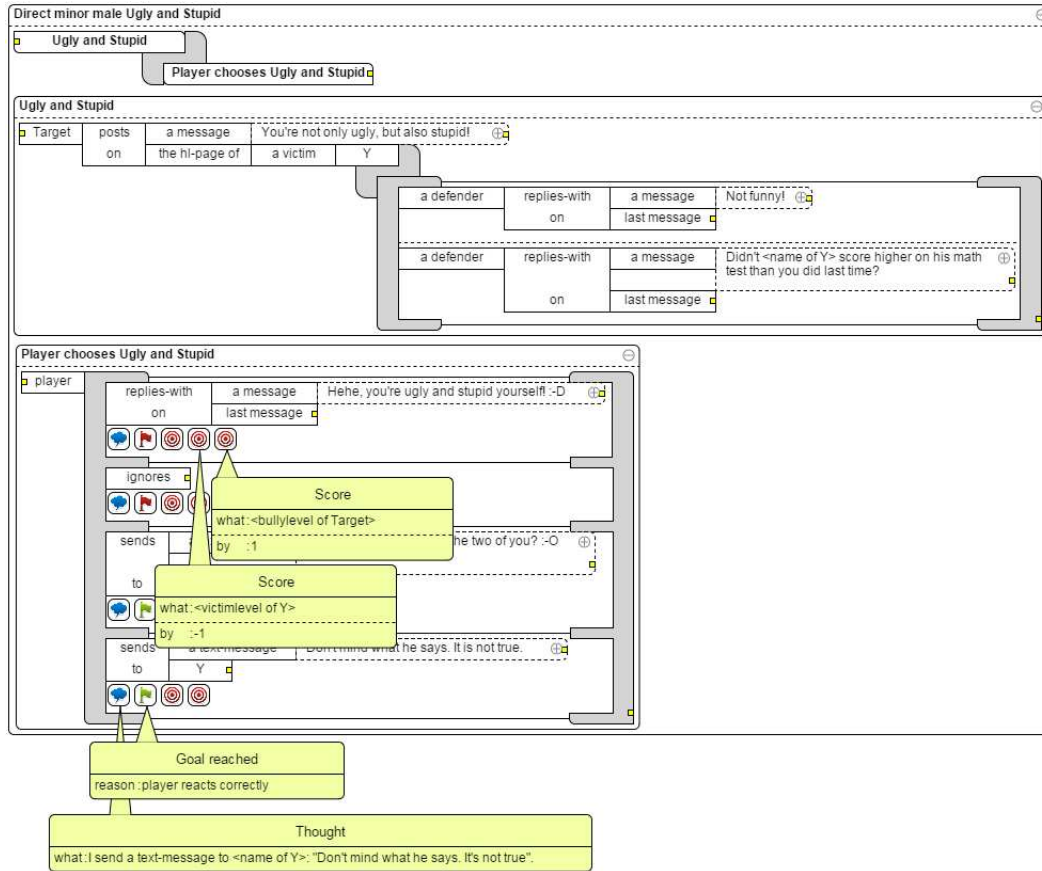 Direct minor male Ugly and Stupid
Ugly and Stupid
Player chooses Ugly and Stupid
Ugly and Stupid
Target posts a message You're not only ugly, but also stupid!
on the hl-page of a victim Y
a defender replies-with a message Not funny!
on last message
a defender replies-with a message Didn't <name of Y> score higher on his math
test than you did last time?
on last message
Player chooses Ugly and Stupid
player
replies-with a message Hehe, you're ugly and stupid yourself! :-D
on last message
ignores
Score
what :<bullylevel of Target>
by :1
sends he two of you? :-O
to
Score
what :<victimlevel of Y>
by :-1
sends a text-message Don't mind what he says. It is not true.
to Y
Goal reached
reason :player reacts correctly
Thought
what :I send a text-message to <name of Y>: "Don't mind what he says. It's not true".